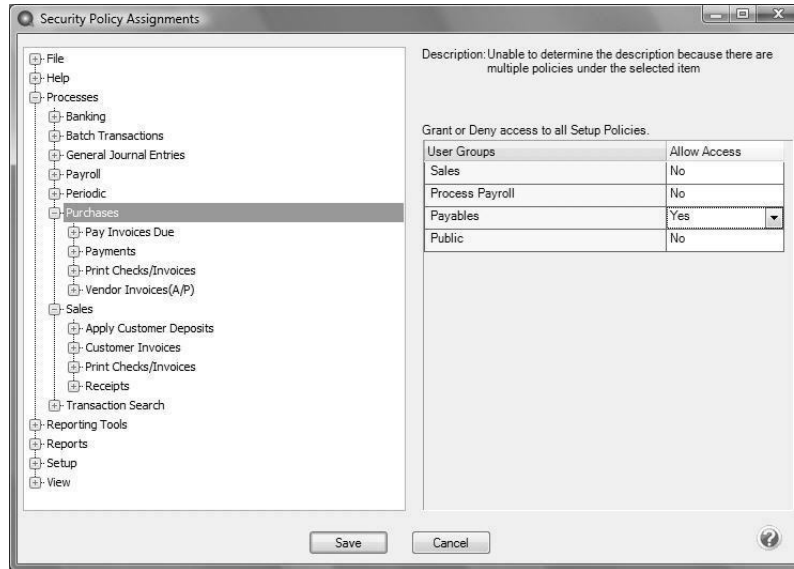 Security Policy Assignments
File
Help
Processes
Banking
Batch Transactions
General Journal Entries
Payroll
Periodic
Purchases
Pay Invoices Due
Payments
Print Checks/Invoices
Vendor Invoices(A/P)
Sales
Apply Customer Deposits
Customer Invoices
Print Checks/Invoices
Receipts
Transaction Search
Reporting Tools
Reports
Setup
View
Description: Unable to determine the description because there are
multiple policies under the selected item
Grant or Deny access to all Setup Policies.
User Groups Allow Access
Sales No
Process Payroll No
Payables Yes
Public No
Save Cancel